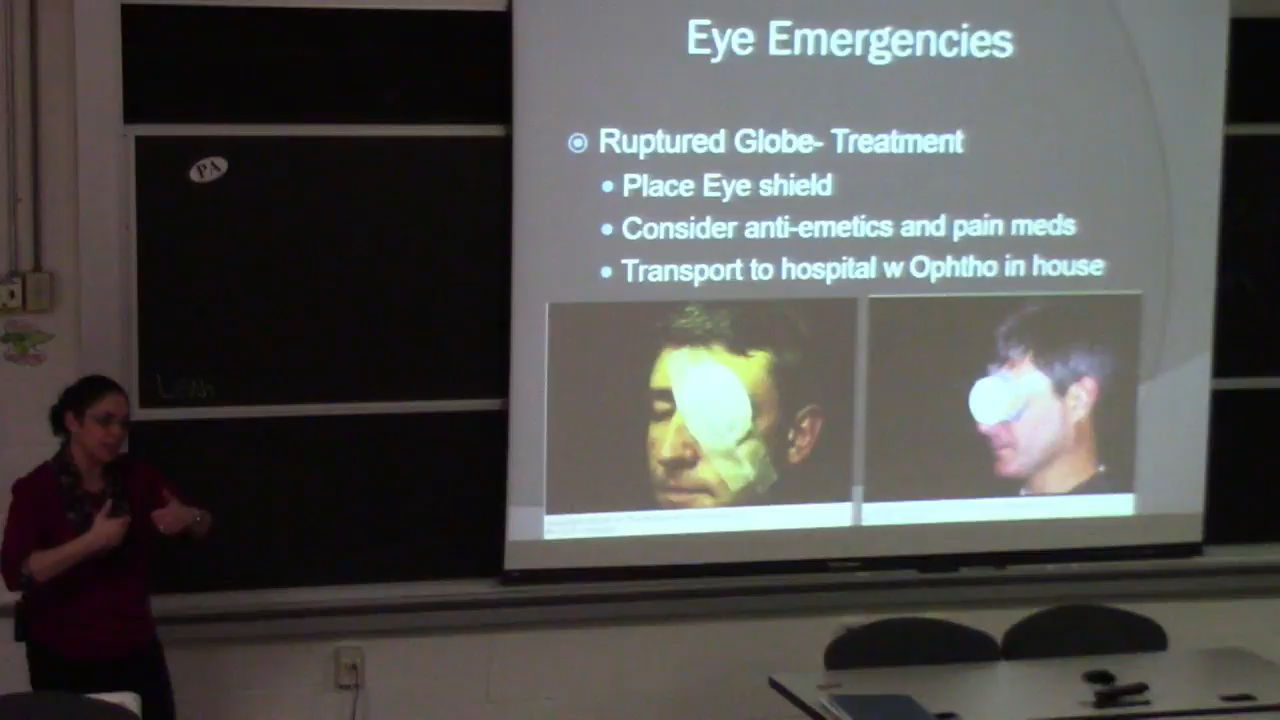 Eye Emergencies
Ruptured Globe- Treatment
• Place Eye shield
• Consider anti-emetics and pain meds
• Transport to hospital w Ophtho in house
PA
Leah